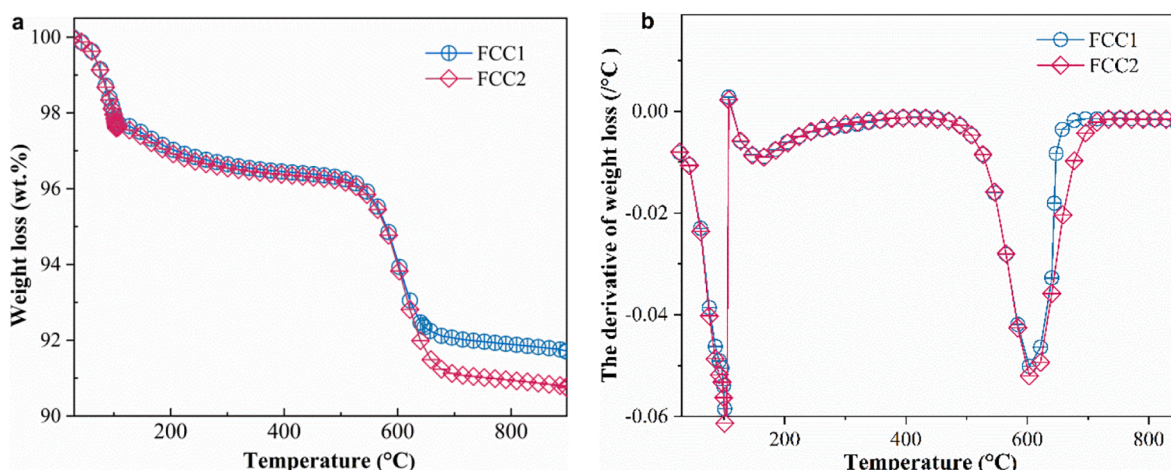 a
100
98
96
94
92
90
Weight loss (wt.%)
FCC1
FCC2
200
400
600
800
Temperature (°C)
b
0.00
-0.02
-0.04
-0.06
The derivative of weight loss (/°C )
FCC1
FCC2
200
400
600
800
Temperature (°C)